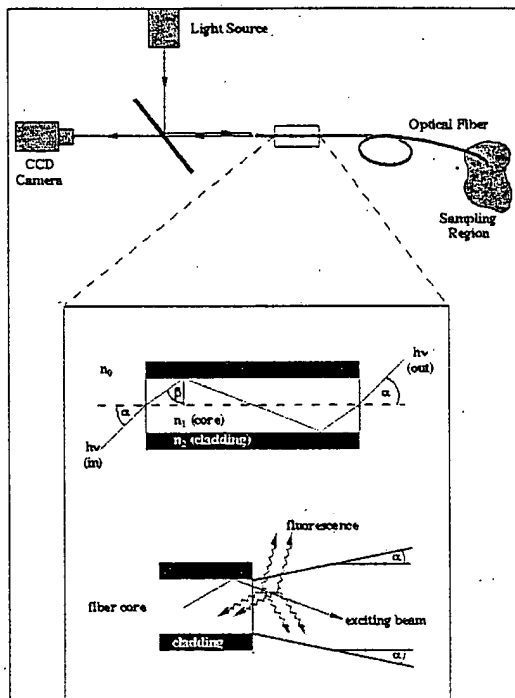 Light Source
Optical Fiber
CCD
Camera
Sampling
Region
n₀
hν
(out)
β
α
α
n₁ (core)
n₂ (cladding)
hν
(in)
fluorescence
α
fiber core
exciting beam
cladding
α